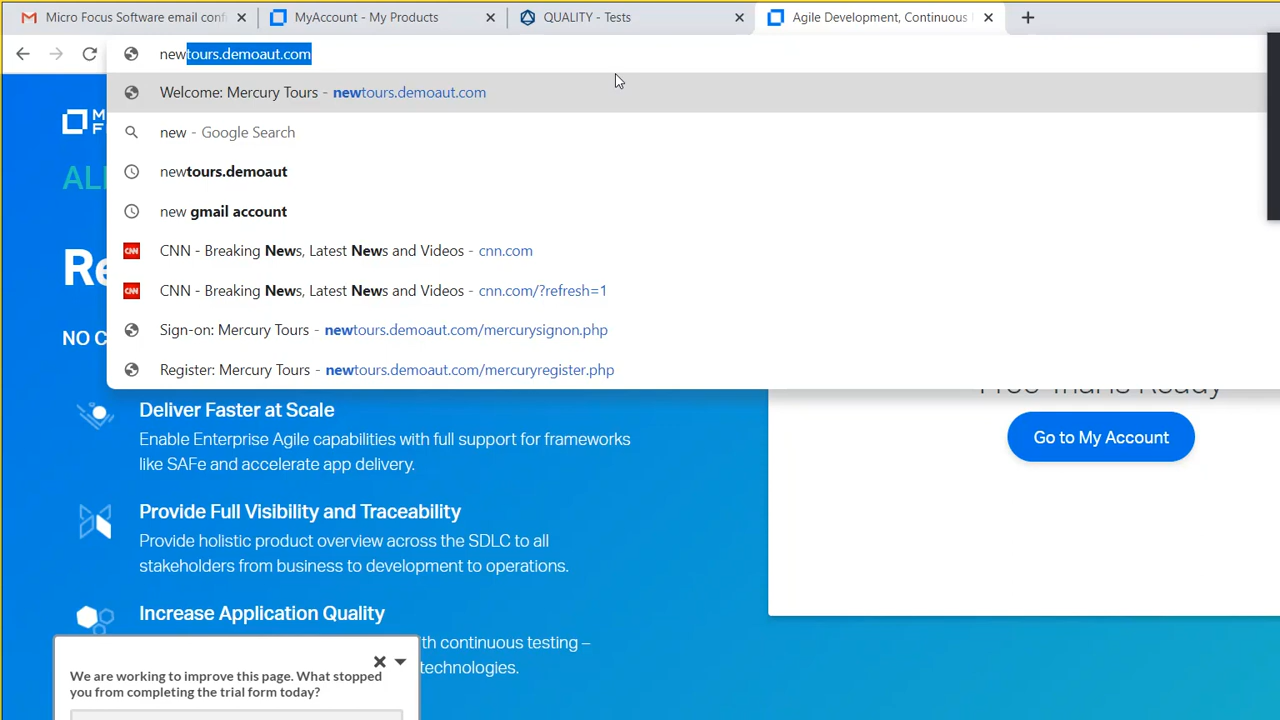 Micro Focus Software email conf
MyAccount - My Products
QUALITY - Tests
Agile Development, Continuous
newtours.demoaut.com
Welcome: Mercury Tours - newtours.demoaut.com
new - Google Search
newtours.demoaut
new gmail account
CNN - Breaking News, Latest News and Videos - cnn.com
CNN - Breaking News, Latest News and Videos - cnn.com/?refresh=1
Sign-on: Mercury Tours - newtours.demoaut.com/mercurysignon.php
Register: Mercury Tours - newtours.demoaut.com/mercuryregister.php
Free Trial is Ready
Go to My Account
Deliver Faster at Scale
Enable Enterprise Agile capabilities with full support for frameworks
like SAFe and accelerate app delivery.
Provide Full Visibility and Traceability
Provide holistic product overview across the SDLC to all
stakeholders from business to development to operations.
Increase Application Quality
th continuous testing –
technologies.
We are working to improve this page. What stopped
you from completing the trial form today?